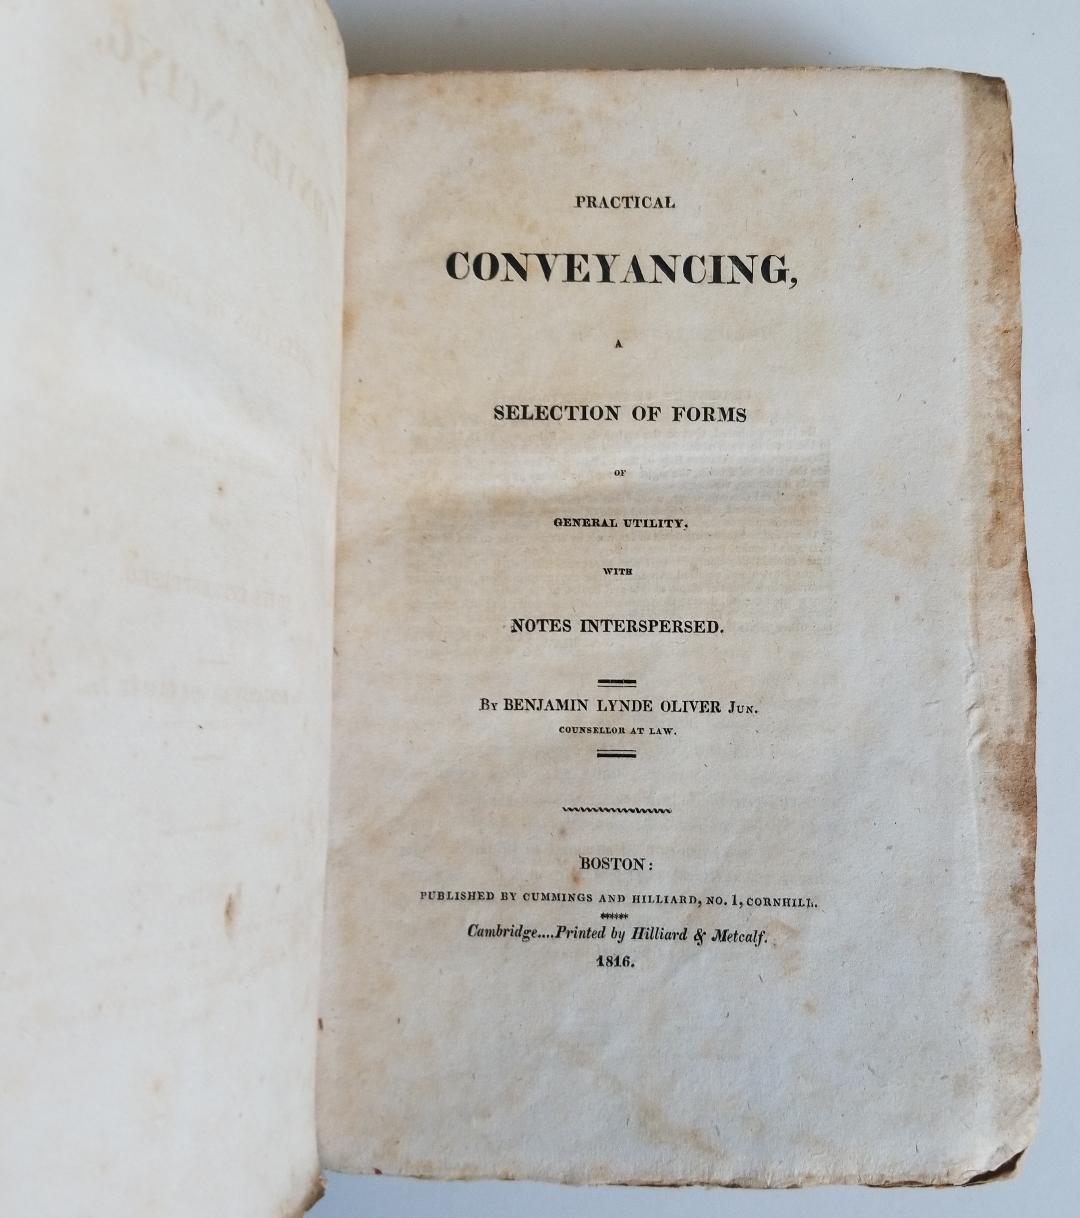 PRACTICAL
CONVEYANCING,
A
SELECTION OF FORMS
OF
GENERAL UTILITY,
WITH
NOTES INTERSPERSED.
By BENJAMIN LYNDE OLIVER Jun.
COUNSELLOR AT LAW.
BOSTON:
PUBLISHED BY CUMMINGS AND HILLIARD, NO. 1, CORNHILL.
******
Cambridge....Printed by Hilliard & Metcalf.
1816.